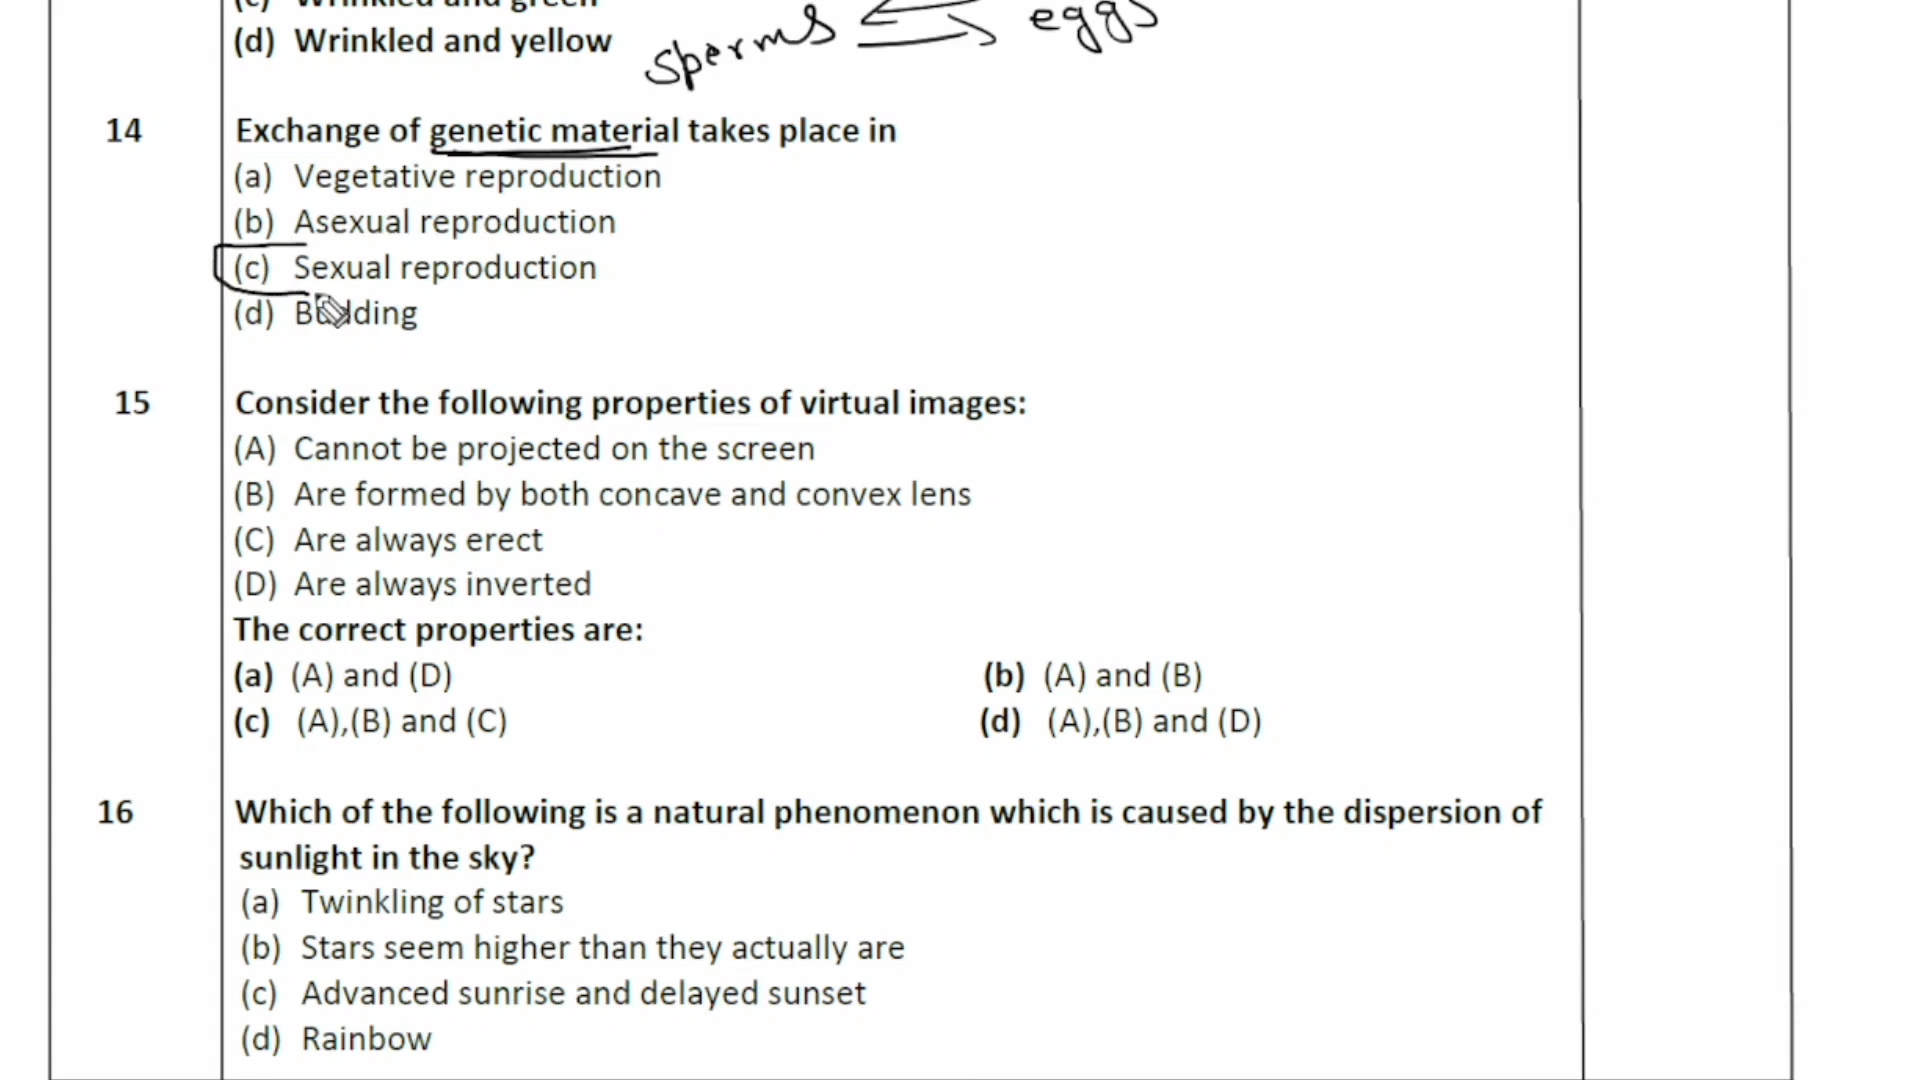 (c) Wrinkled and green
(d) Wrinkled and yellow
sperms eggs
14 Exchange of genetic material takes place in
(a) Vegetative reproduction
(b) Asexual reproduction
(c) Sexual reproduction
(d) Budding
15 Consider the following properties of virtual images:
(A) Cannot be projected on the screen
(B) Are formed by both concave and convex lens
(C) Are always erect
(D) Are always inverted
The correct properties are:
(a) (A) and (D) (b) (A) and (B)
(c) (A),(B) and (C) (d) (A),(B) and (D)
16 Which of the following is a natural phenomenon which is caused by the dispersion of
sunlight in the sky?
(a) Twinkling of stars
(b) Stars seem higher than they actually are
(c) Advanced sunrise and delayed sunset
(d) Rainbow